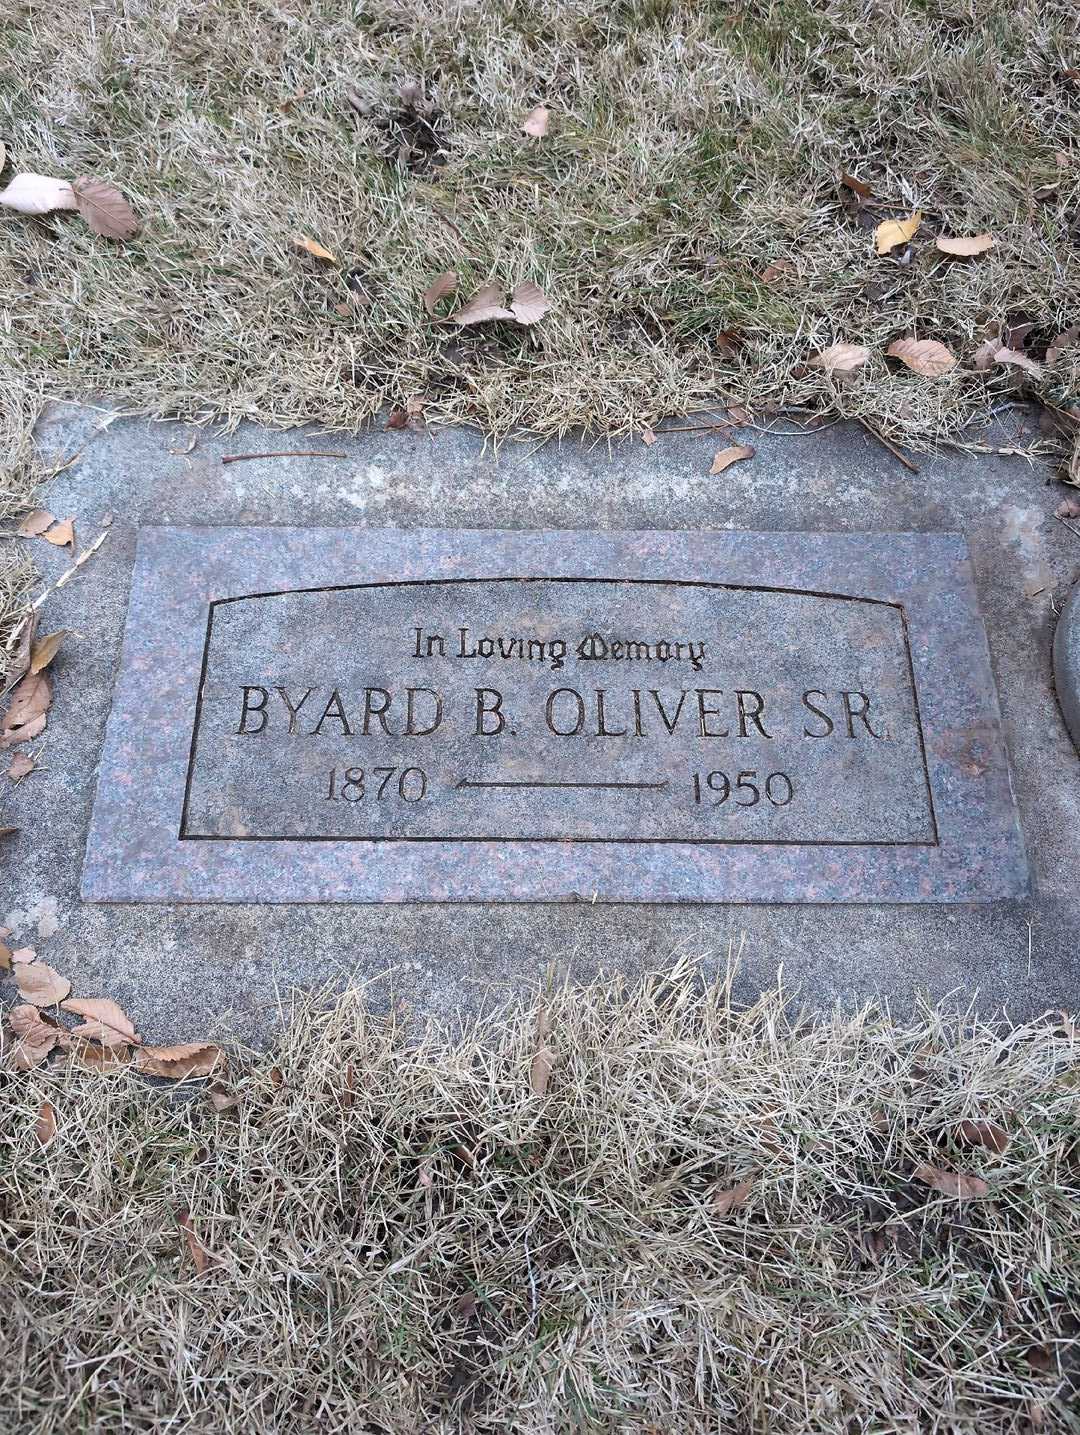 In Loving Memory
BYARD B. OLIVER SR.
1870 — 1950